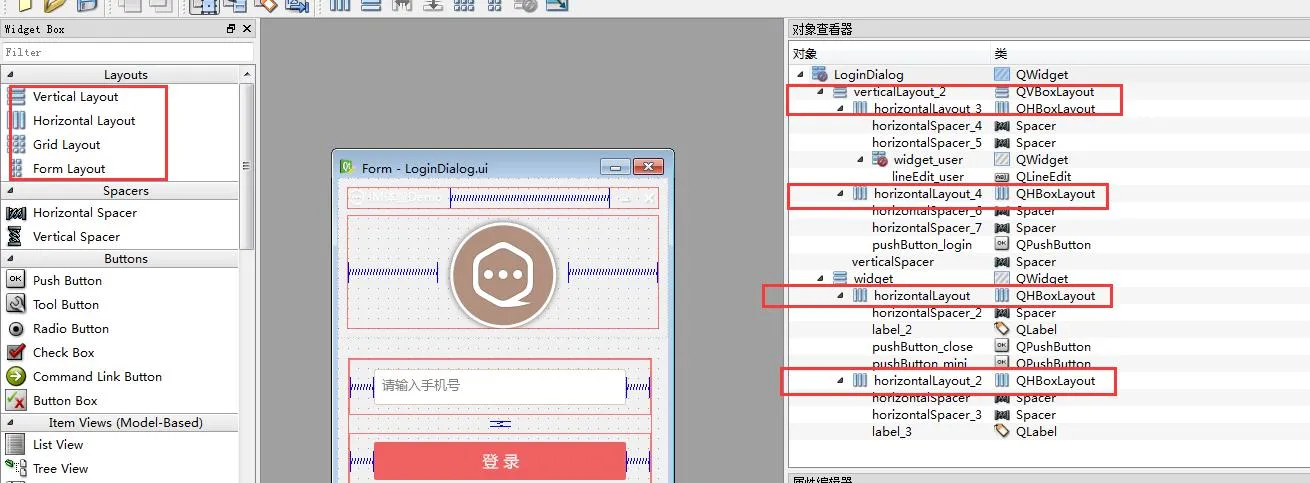 Widget Box
Filter
Layouts
Vertical Layout
Horizontal Layout
Grid Layout
Form Layout
Spacers
Horizontal Spacer
Vertical Spacer
Buttons
Push Button
Tool Button
Radio Button
Check Box
Command Link Button
Button Box
Item Views (Model-Based)
List View
Tree View
Form - LoginDialog.ui
请输入手机号
登 录
对象查看器
对象 类
LoginDialog QWidget
verticalLayout_2 QVBoxLayout
horizontalLayout_3 QHBoxLayout
horizontalSpacer_4 Spacer
horizontalSpacer_5 Spacer
widget_user QWidget
lineEdit_user QLineEdit
horizontalLayout_4 QHBoxLayout
horizontalSpacer_6 Spacer
horizontalSpacer_7 Spacer
pushButton_login QPushButton
verticalSpacer Spacer
widget QWidget
horizontalLayout QHBoxLayout
horizontalSpacer_2 Spacer
label_2 QLabel
pushButton_close QPushButton
pushButton_mini QPushButton
horizontalLayout_2 QHBoxLayout
horizontalSpacer Spacer
horizontalSpacer_3 Spacer
label_3 QLabel
属性编辑器